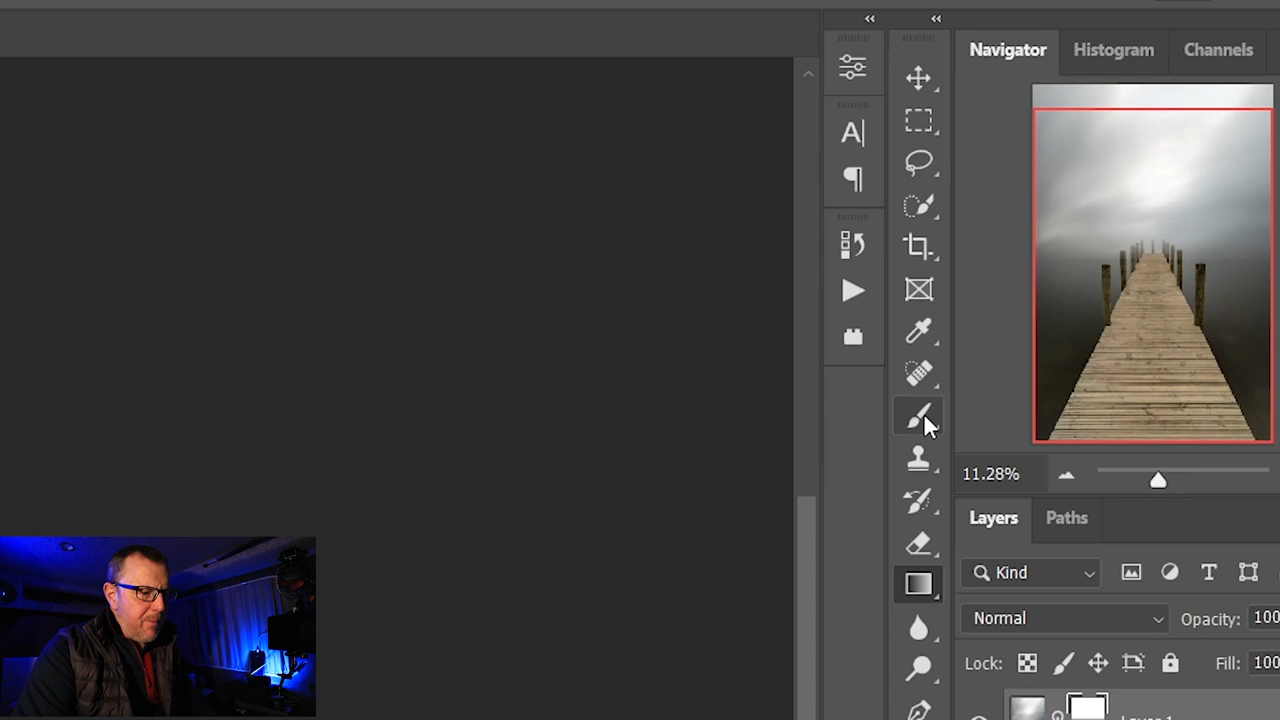 Navigator Histogram Channels
11.28%
Layers Paths
Kind
Normal Opacity: 100
Lock: Fill: 100